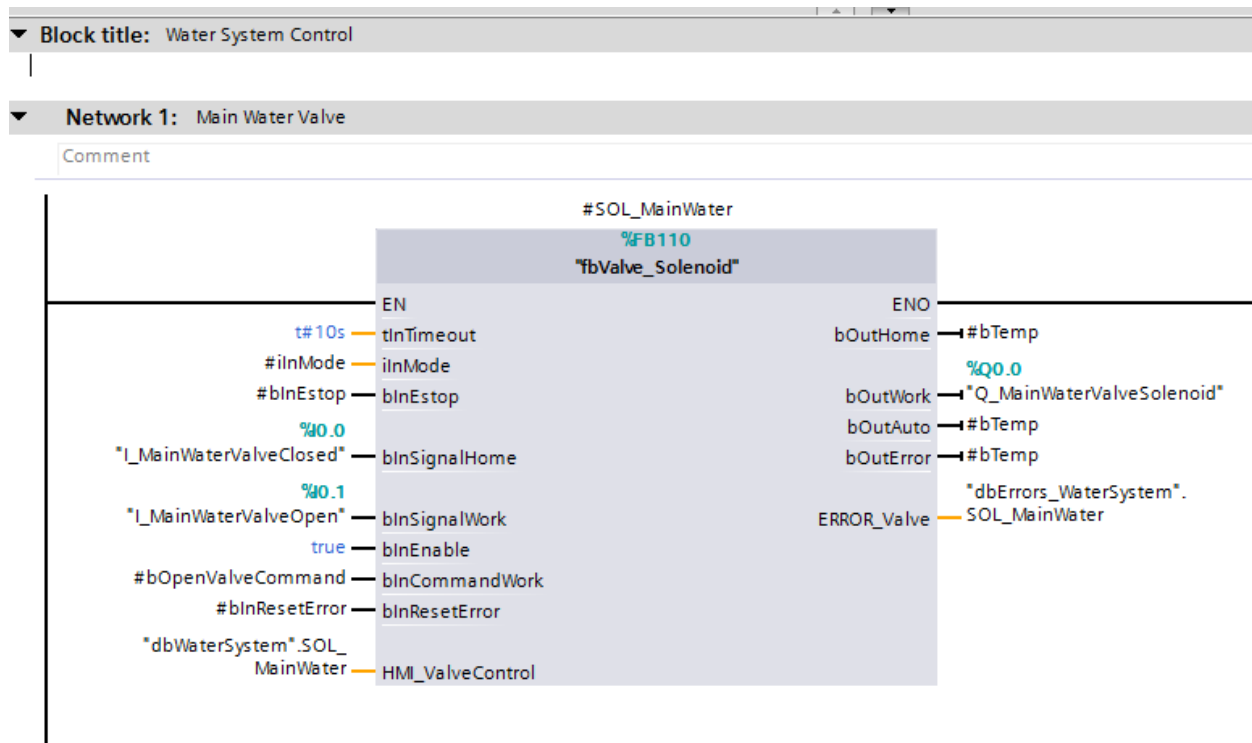 Block title: Water System Control
Network 1: Main Water Valve
Comment
#SOL_MainWater
%FB110
"fbValve_Solenoid"
EN ENO
t#10s tInTimeout bOutHome #bTemp
#iInMode iInMode %Q0.0
#bInEstop bInEstop bOutWork "Q_MainWaterValveSolenoid"
%I0.0 bOutAuto #bTemp
"I_MainWaterValveClosed" bInSignalHome bOutError #bTemp
%I0.1 "dbErrors_WaterSystem".
"I_MainWaterValveOpen" bInSignalWork ERROR_Valve SOL_MainWater
true bInEnable
#bOpenValveCommand bInCommandWork
#bInResetError bInResetError
"dbWaterSystem".SOL_
MainWater HMI_ValveControl